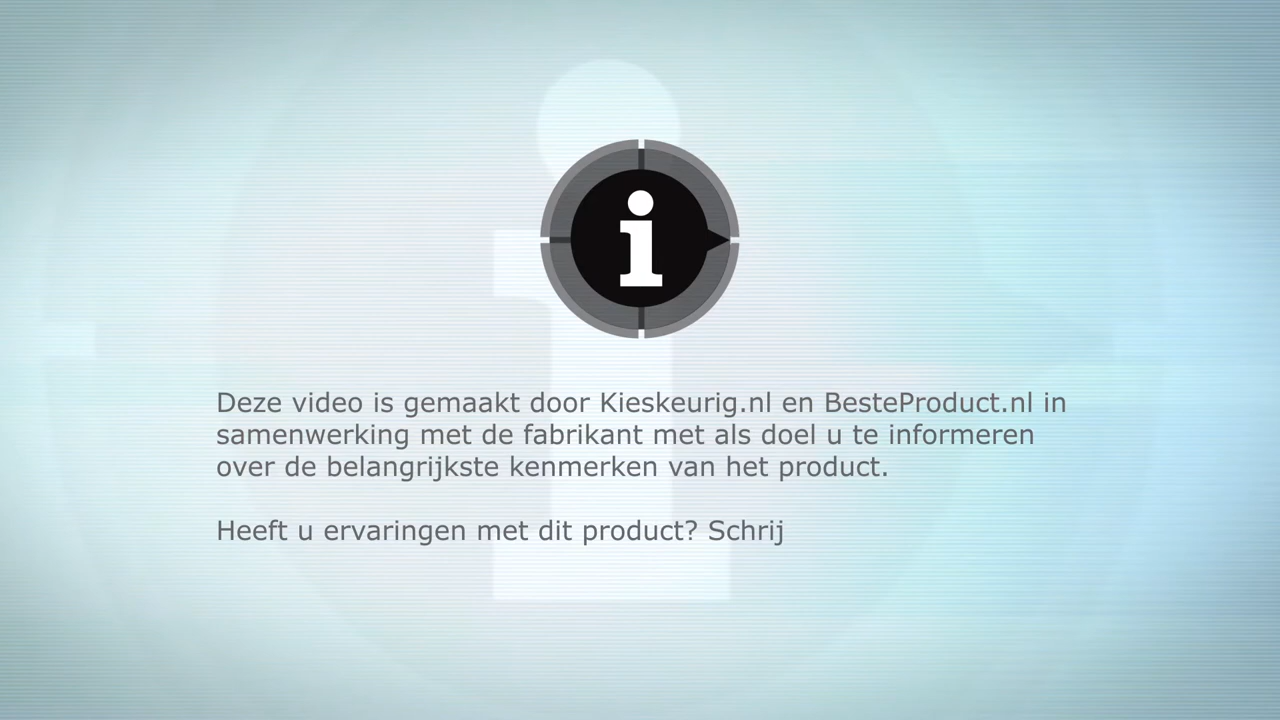 i
Deze video is gemaakt door Kieskeurig.nl en BesteProduct.nl in
samenwerking met de fabrikant met als doel u te informeren
over de belangrijkste kenmerken van het product.
Heeft u ervaringen met dit product? Schrij